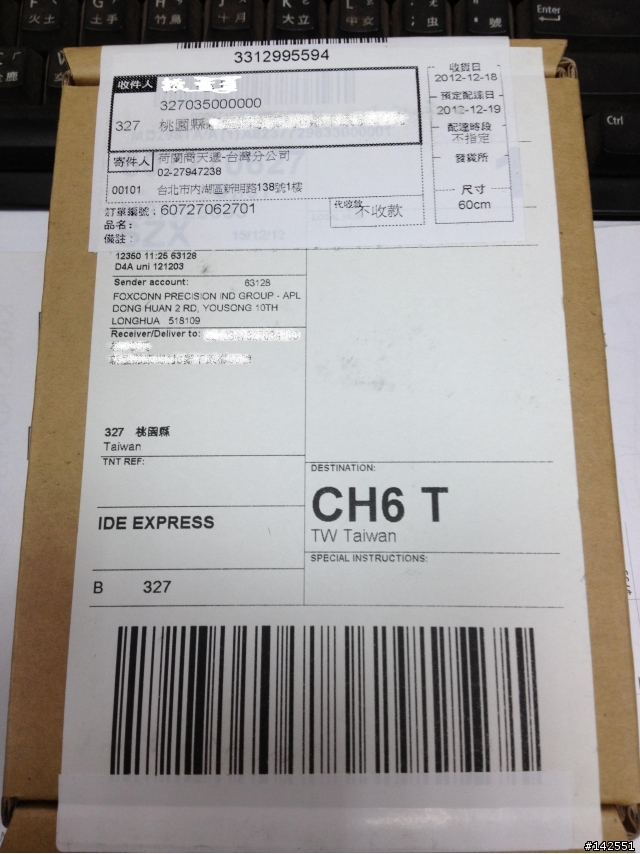 Enter
Ctrl
3312995594
收件人
327035000000
327 桃園縣
寄件人 荷蘭商天遞-台灣分公司
02-27947238
00101 台北市內湖區新明路138號1樓
訂單編號：60727062701
代收款 不收款
品名：
備註：
收貨日
2012-12-18
預定配達日
2012-12-19
配達時段
不指定
發貨所
尺寸
60cm
12360 11:25 63128
D4A uni 121203
Sender account: 63128
FOXCONN PRECISION IND GROUP - APL
DONG HUAN 2 RD, YOUSONG 10TH
LONGHUA 518109
Receiver/Deliver to:
327 桃園縣
Taiwan
TNT REF:
IDE EXPRESS
B 327
DESTINATION:
CH6 T
TW Taiwan
SPECIAL INSTRUCTIONS:
#142551